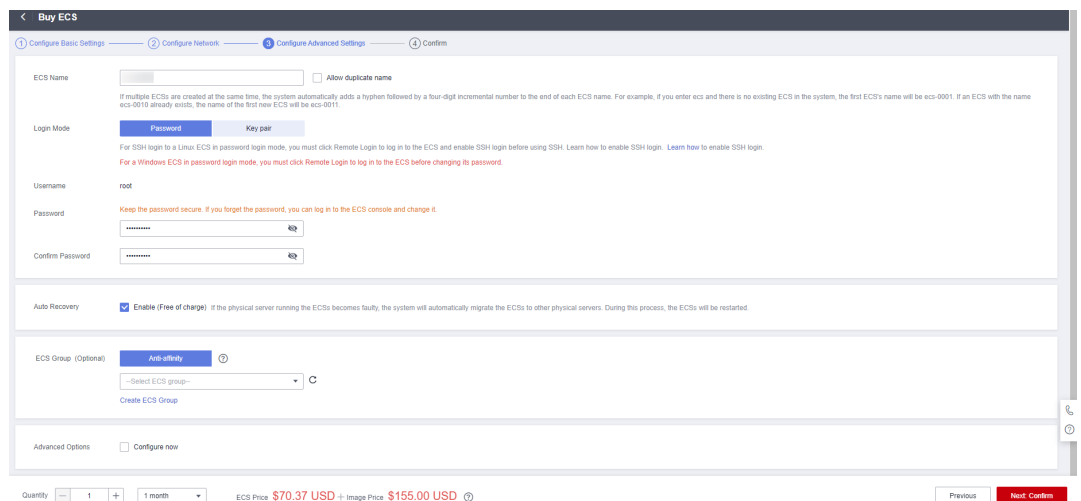 Buy ECS
1 Configure Basic Settings 2 Configure Network 3 Configure Advanced Settings 4 Confirm
ECS Name Allow duplicate name
If multiple ECSs are created at the same time, the system automatically adds a hyphen followed by a four-digit incremental number to the end of each ECS name. For example, if you enter ecs and there is no existing ECS in the system, the first ECS's name will be ecs-0001. If an ECS with the name
ecs-0010 already exists, the name of the first new ECS will be ecs-0011.
Login Mode Password Key pair
For SSH login to a Linux ECS in password login mode, you must click Remote Login to log in to the ECS and enable SSH login before using SSH. Learn how to enable SSH login. Learn how to enable SSH login.
For a Windows ECS in password login mode, you must click Remote Login to log in to the ECS before changing its password.
Username root
Password Keep the password secure. If you forget the password, you can log in to the ECS console and change it.
Confirm Password
Auto Recovery Enable (Free of charge) If the physical server running the ECSs becomes faulty, the system will automatically migrate the ECSs to other physical servers. During this process, the ECSs will be restarted.
ECS Group (Optional) Anti-affinity
--Select ECS group--
Create ECS Group
Advanced Options Configure now
Quantity 1 1 month ECS Price $70.37 USD + Image Price $155.00 USD Previous Next: Confirm